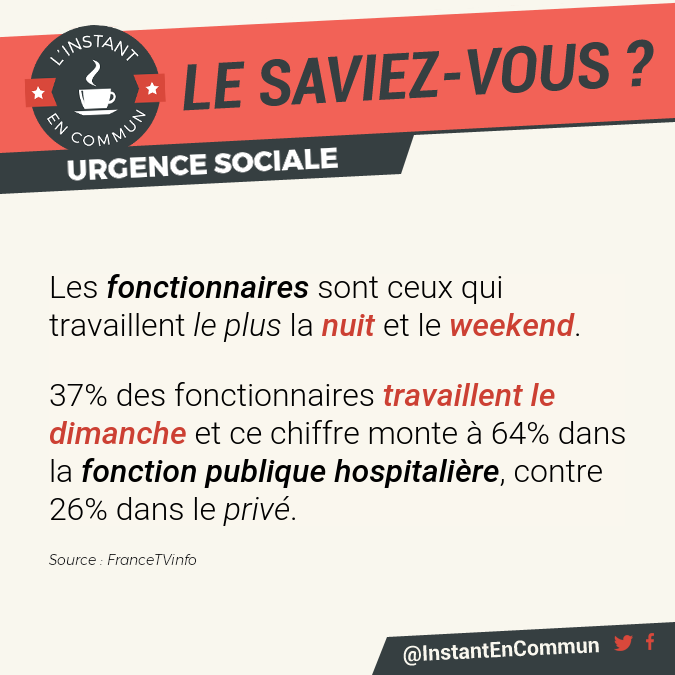 L'INSTANT
EN COMMUN
LE SAVIEZ-VOUS ?
URGENCE SOCIALE
Les fonctionnaires sont ceux qui
travaillent le plus la nuit et le weekend.
37% des fonctionnaires travaillent le
dimanche et ce chiffre monte à 64% dans
la fonction publique hospitalière, contre
26% dans le privé.
Source : FranceTVinfo
@InstantEnCommun